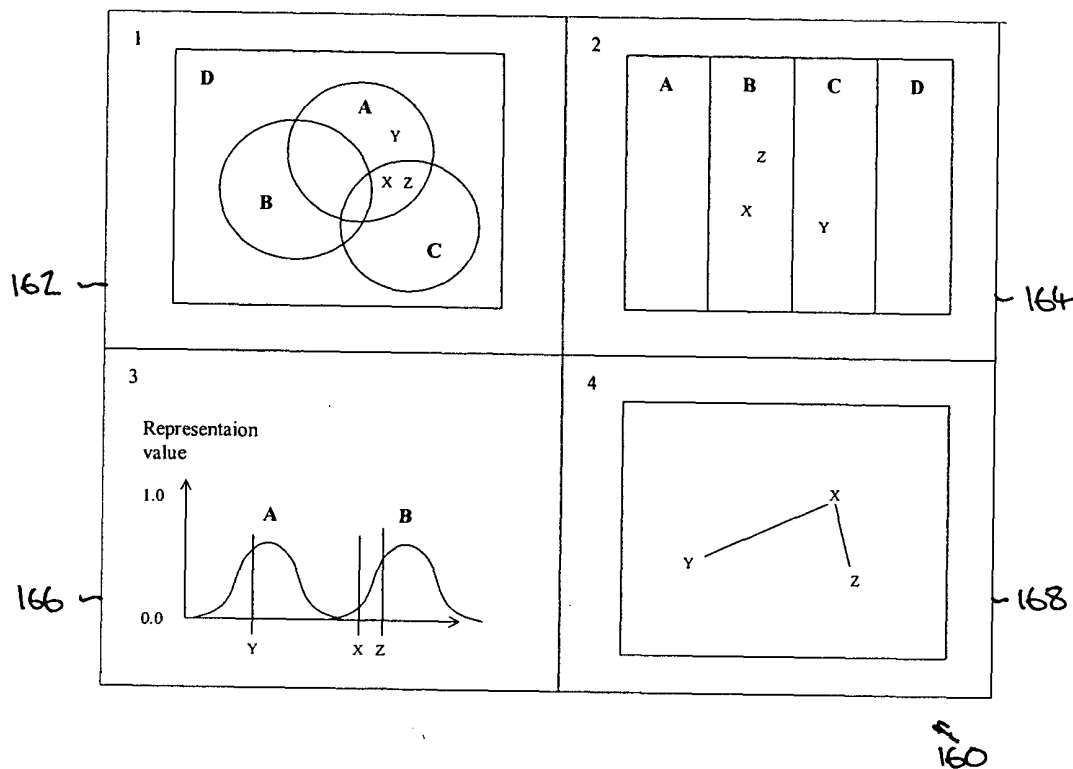 1
D
A
Y
X Z
B
C
162
2
A B C D
Z
X
Y
164
3
Representaion
value
1.0
A B
0.0
Y X Z
166
4
X
Y
Z
168
160